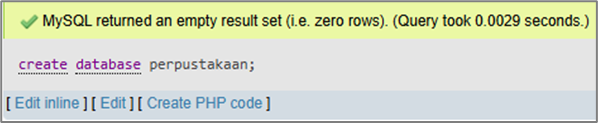 MySQL returned an empty result set (i.e. zero rows). (Query took 0.0029 seconds.)
create database perpustakaan;
[ Edit inline ] [ Edit ] [ Create PHP code ]